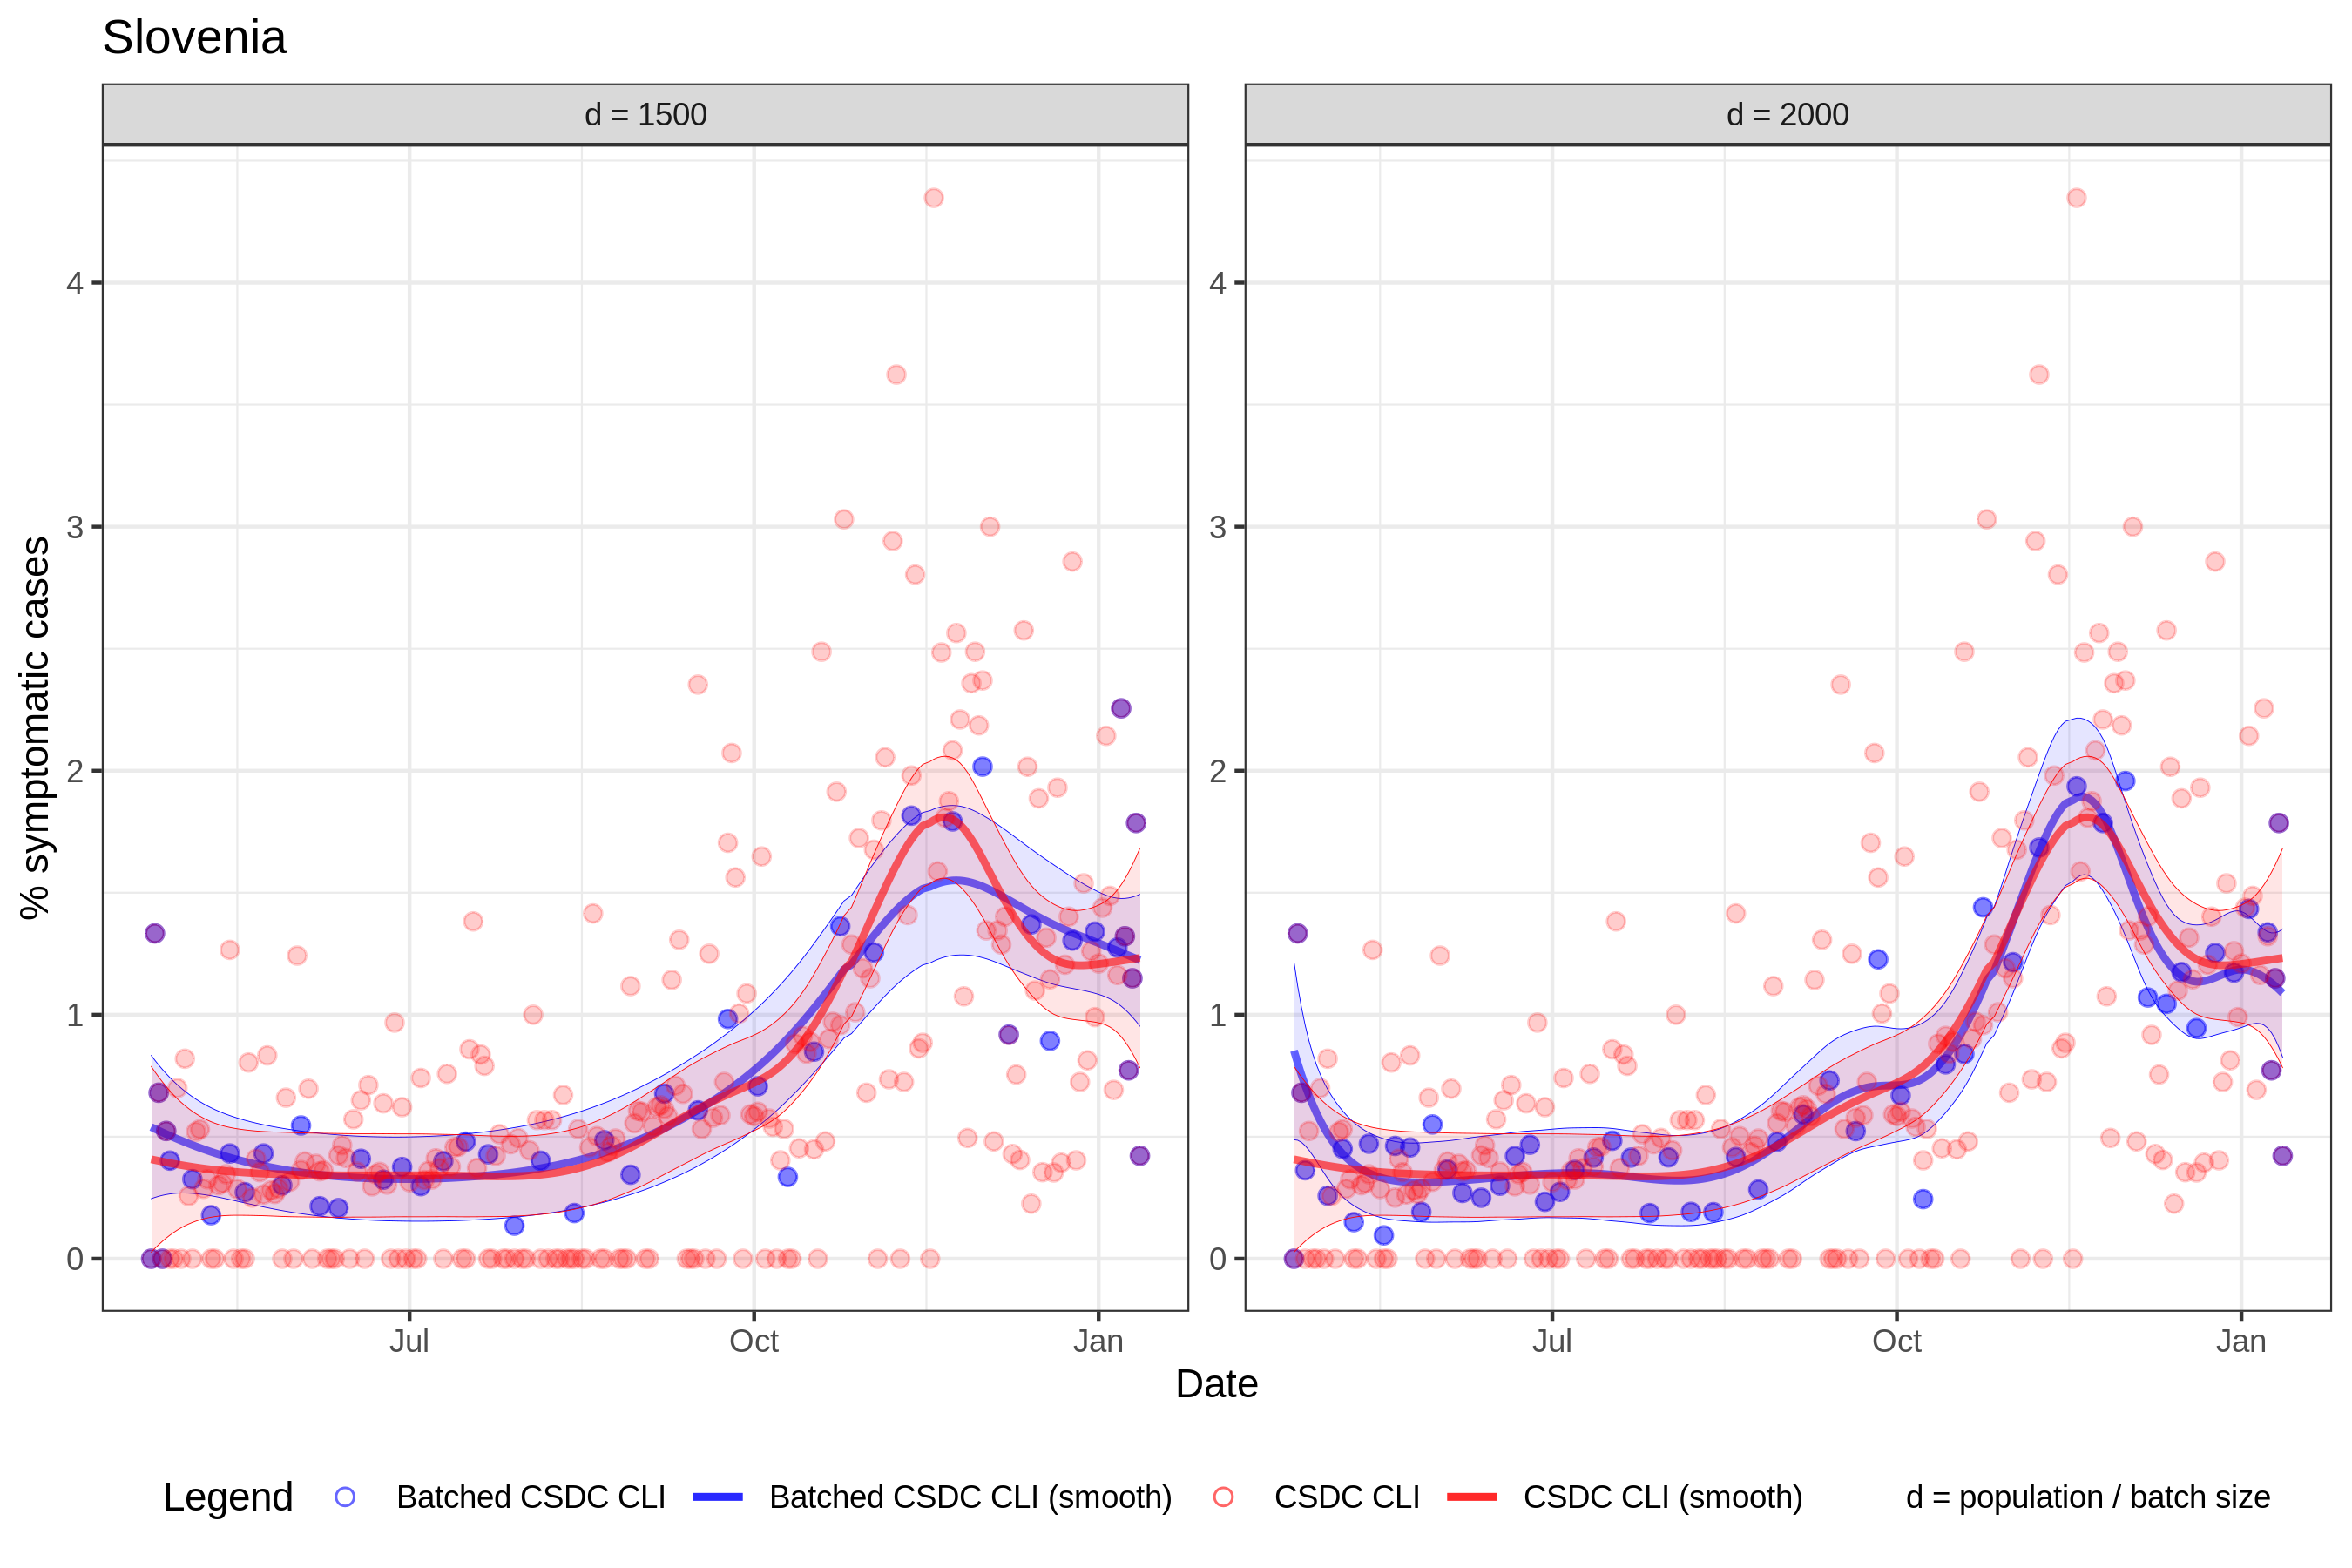 Slovenia
d = 1500
d = 2000
% symptomatic cases
4
3
2
1
0
4
3
2
1
0
Jul
Oct
Jan
Jul
Oct
Jan
Date
Legend
Batched CSDC CLI
Batched CSDC CLI (smooth)
CSDC CLI
CSDC CLI (smooth)
d = population / batch size